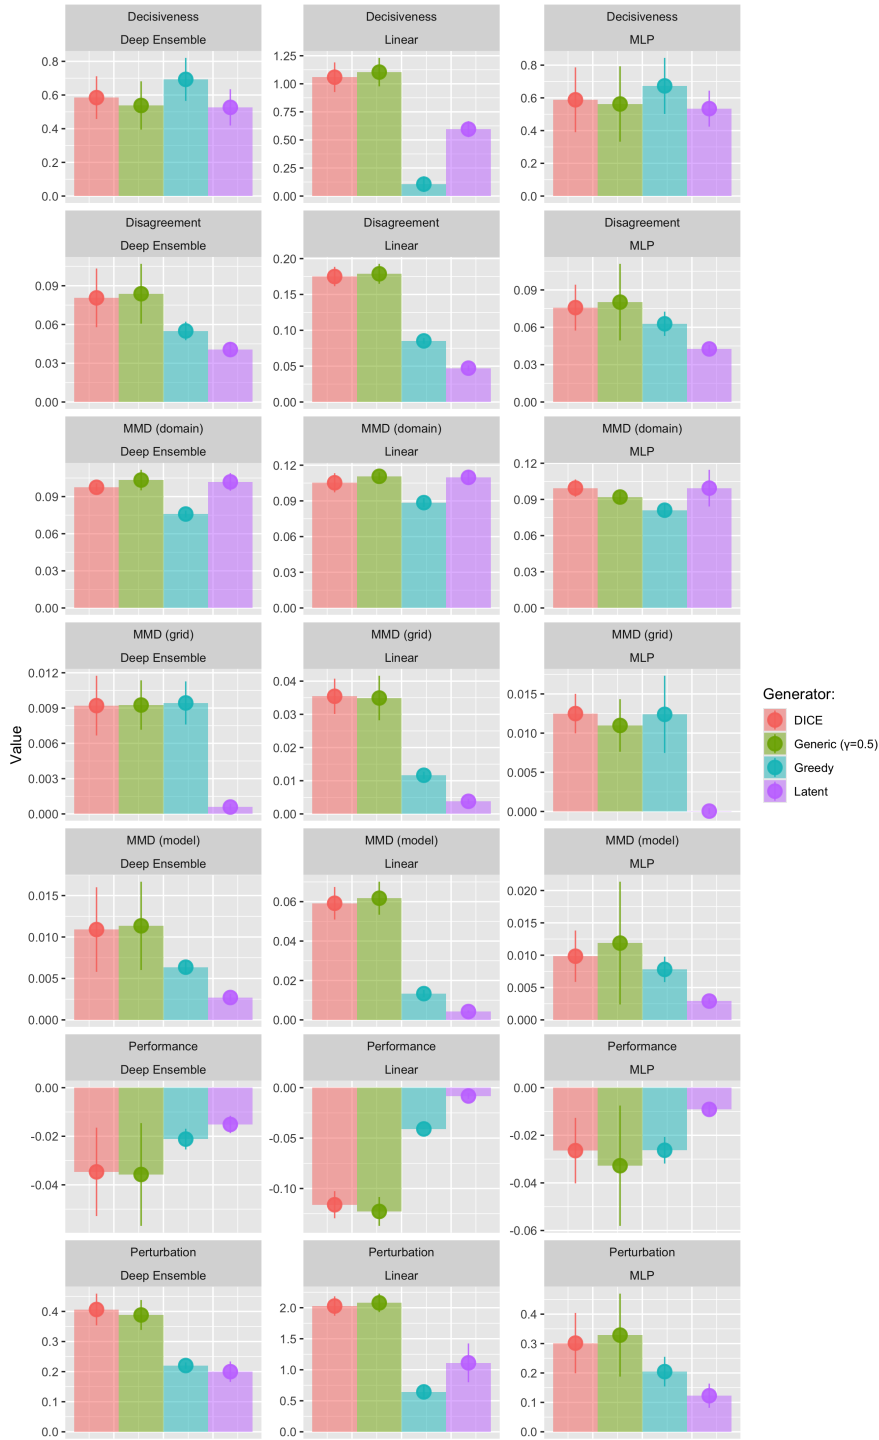 Decisiveness
Deep Ensemble
0.8
0.6
0.4
0.2
0.0
Decisiveness
Linear
1.25
1.00
0.75
0.50
0.25
0.00
Decisiveness
MLP
0.8
0.6
0.4
0.2
0.0
Disagreement
Deep Ensemble
0.09
0.06
0.03
0.00
Disagreement
Linear
0.20
0.15
0.10
0.05
0.00
Disagreement
MLP
0.09
0.06
0.03
0.00
MMD (domain)
Deep Ensemble
0.09
0.06
0.03
0.00
MMD (domain)
Linear
0.12
0.09
0.06
0.03
0.00
MMD (domain)
MLP
0.12
0.09
0.06
0.03
0.00
Value
MMD (grid)
Deep Ensemble
0.012
0.009
0.006
0.003
0.000
MMD (grid)
Linear
0.04
0.03
0.02
0.01
0.00
MMD (grid)
MLP
0.015
0.010
0.005
0.000
Generator:
DICE
Generic (γ=0.5)
Greedy
Latent
MMD (model)
Deep Ensemble
0.015
0.010
0.005
0.000
MMD (model)
Linear
0.06
0.04
0.02
0.00
MMD (model)
MLP
0.020
0.015
0.010
0.005
0.000
Performance
Deep Ensemble
0.00
-0.02
-0.04
Performance
Linear
0.00
-0.05
-0.10
Performance
MLP
0.00
-0.02
-0.04
-0.06
Perturbation
Deep Ensemble
0.4
0.3
0.2
0.1
0.0
Perturbation
Linear
2.0
1.5
1.0
0.5
0.0
Perturbation
MLP
0.4
0.3
0.2
0.1
0.0